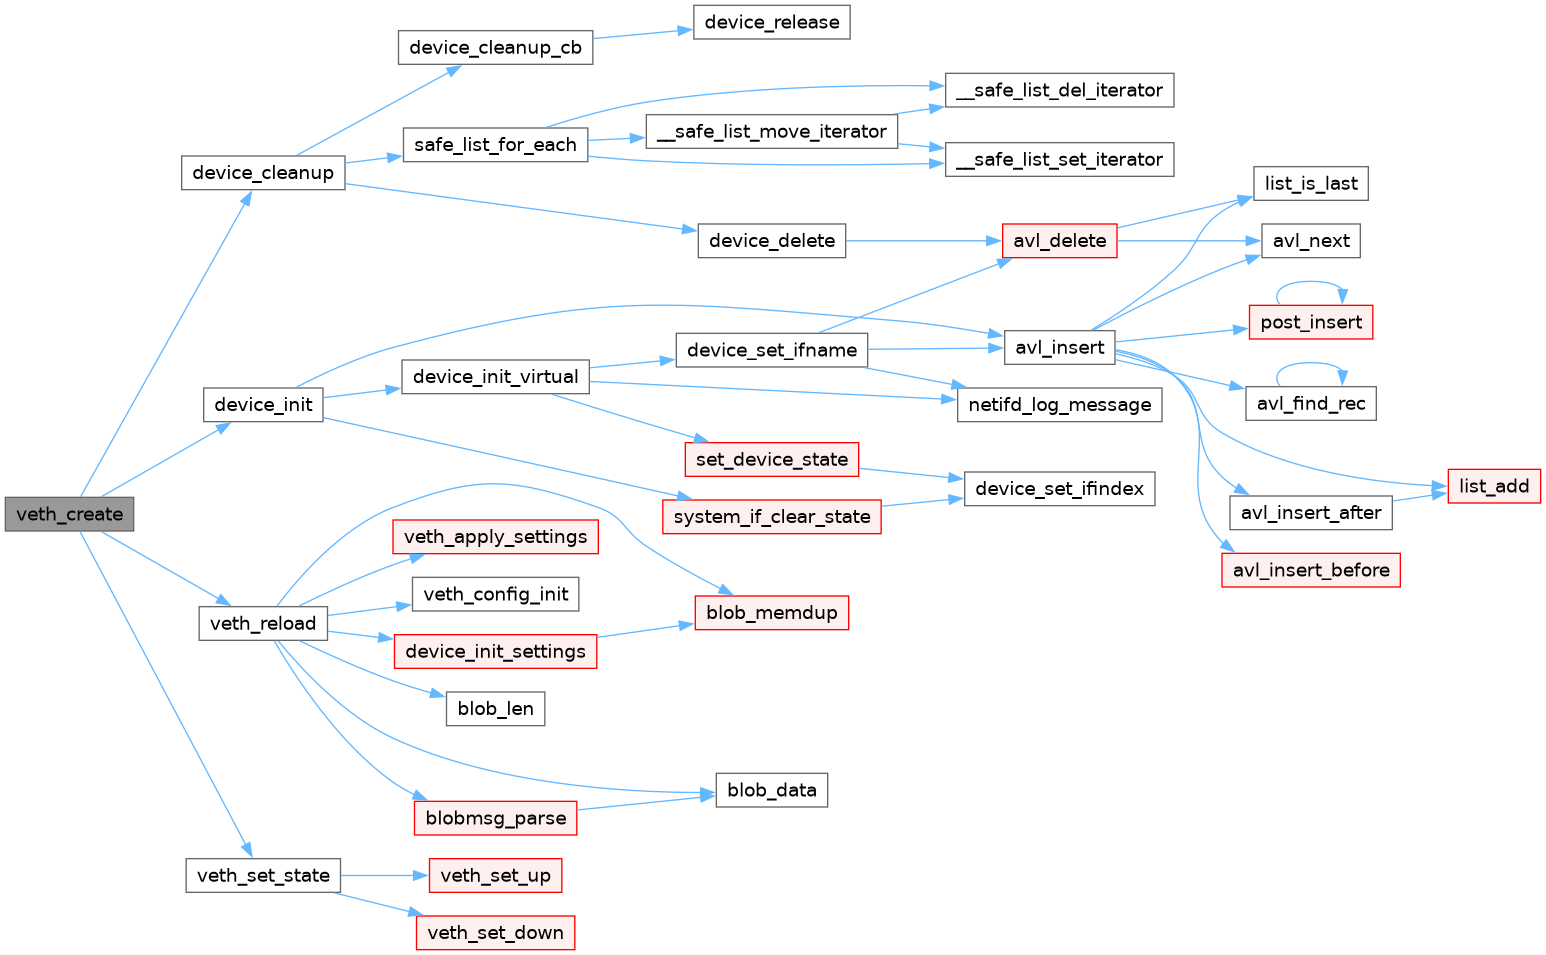 device_release
device_cleanup_cb
__safe_list_del_iterator
__safe_list_move_iterator
safe_list_for_each
__safe_list_set_iterator
device_cleanup
list_is_last
device_delete
avl_delete
avl_next
post_insert
device_set_ifname
avl_insert
device_init_virtual
device_init
netifd_log_message
avl_find_rec
set_device_state
device_set_ifindex
list_add
veth_create
system_if_clear_state
avl_insert_after
veth_apply_settings
avl_insert_before
veth_config_init
blob_memdup
veth_reload
device_init_settings
blob_len
blob_data
blobmsg_parse
veth_set_state
veth_set_up
veth_set_down